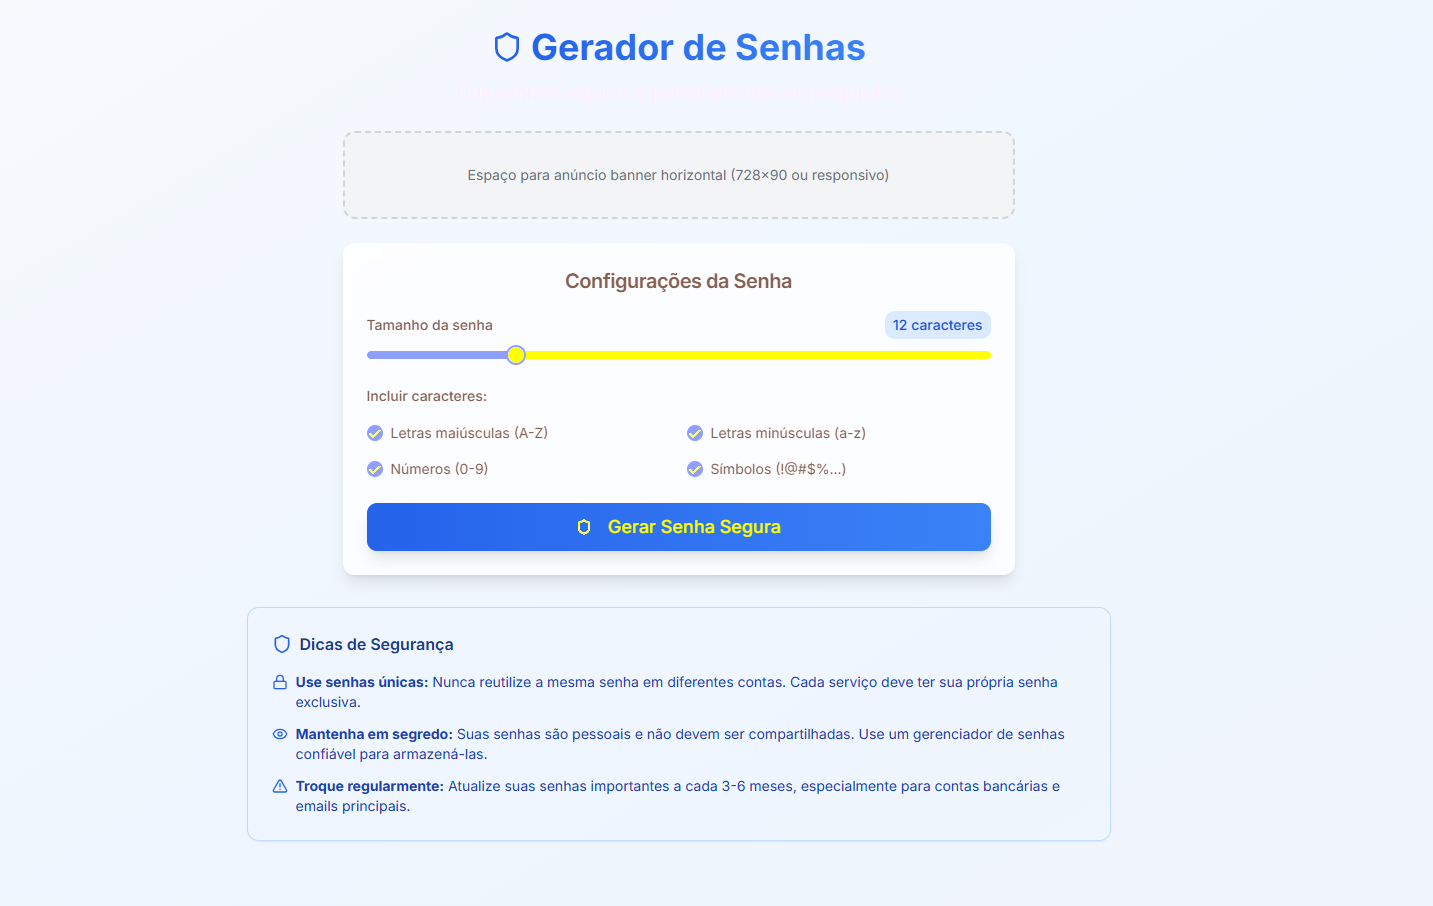 Gerador de Senhas
Espaço para anúncio banner horizontal (728x90 ou responsivo)
Configurações da Senha
Tamanho da senha
12 caracteres
Incluir caracteres:
Letras maiúsculas (A-Z)
Letras minúsculas (a-z)
Números (0-9)
Símbolos (!@#$%...)
Gerar Senha Segura
Dicas de Segurança
Use senhas únicas: Nunca reutilize a mesma senha em diferentes contas. Cada serviço deve ter sua própria senha
exclusiva.
Mantenha em segredo: Suas senhas são pessoais e não devem ser compartilhadas. Use um gerenciador de senhas
confiável para armazená-las.
Troque regularmente: Atualize suas senhas importantes a cada 3-6 meses, especialmente para contas bancárias e
emails principais.